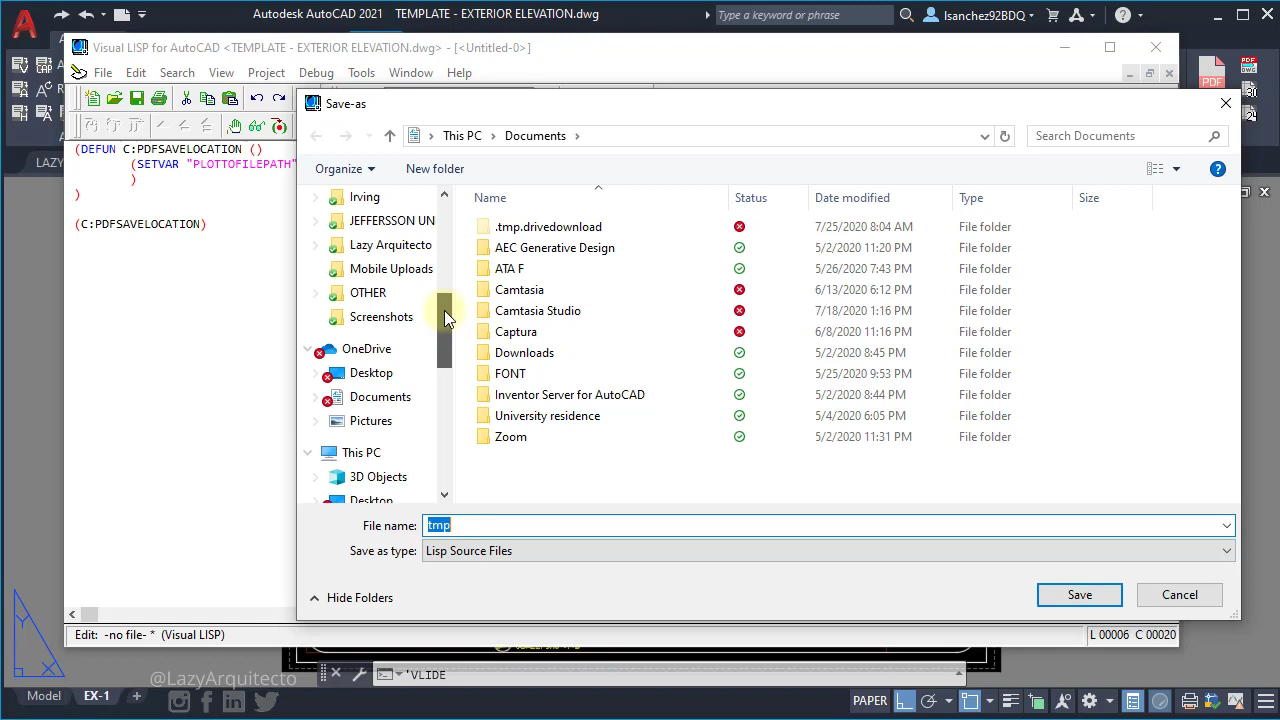 Autodesk AutoCAD 2021 TEMPLATE - EXTERIOR ELEVATION.dwg
Type a keyword or phrase
lsanchez92BDQ
Visual LISP for AutoCAD <TEMPLATE - EXTERIOR ELEVATION.dwg> - [<Untitled-0>]
File Edit Search View Project Debug Tools Window Help
PDF
(DEFUN C:PDFSAVELOCATION ()
(SETVAR "PLOTTOFILEPATH"
)
)
(C:PDFSAVELOCATION)
LAZY
Save-as
This PC > Documents >
Search Documents
Organize
New folder
Name Status Date modified Type Size
Irving
JEFFERSSON UN
Lazy Arquitecto
Mobile Uploads
OTHER
Screenshots
OneDrive
Desktop
Documents
Pictures
This PC
3D Objects
Desktop
.tmp.drivedownload 7/25/2020 8:04 AM File folder
AEC Generative Design 5/2/2020 11:20 PM File folder
ATA F 5/26/2020 7:43 PM File folder
Camtasia 6/13/2020 6:12 PM File folder
Camtasia Studio 7/18/2020 1:16 PM File folder
Captura 6/8/2020 11:16 PM File folder
Downloads 5/2/2020 8:45 PM File folder
FONT 5/25/2020 9:53 PM File folder
Inventor Server for AutoCAD 5/2/2020 8:44 PM File folder
University residence 5/4/2020 6:05 PM File folder
Zoom 5/2/2020 11:31 PM File folder
File name: tmp
Save as type: Lisp Source Files
Hide Folders
Save
Cancel
Edit: -no file- * (Visual LISP)
L 00006 C 00020
'VLIDE
Y
X
@LazyArquitecto
Model EX-1 +
PAPER